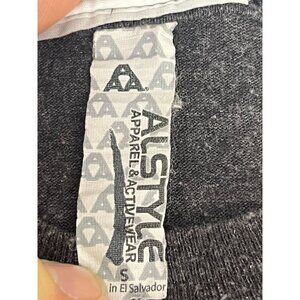 ALSTYLE
APPAREL & ACTIVEWEAR
S
in El Salvador